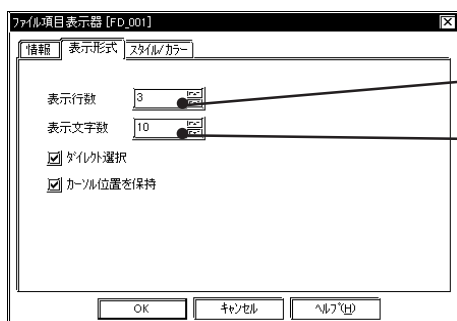 ﾌｧｲﾙ項目表示器 [FD_001]
情報 表示形式 ｽﾀｲﾙ/ｶﾗｰ
表示行数 3
表示文字数 10
ﾀﾞｲﾚｸﾄ選択
ｶｰｿﾙ位置を保持
OK ｷｬﾝｾﾙ ﾍﾙﾌﾟ(H)